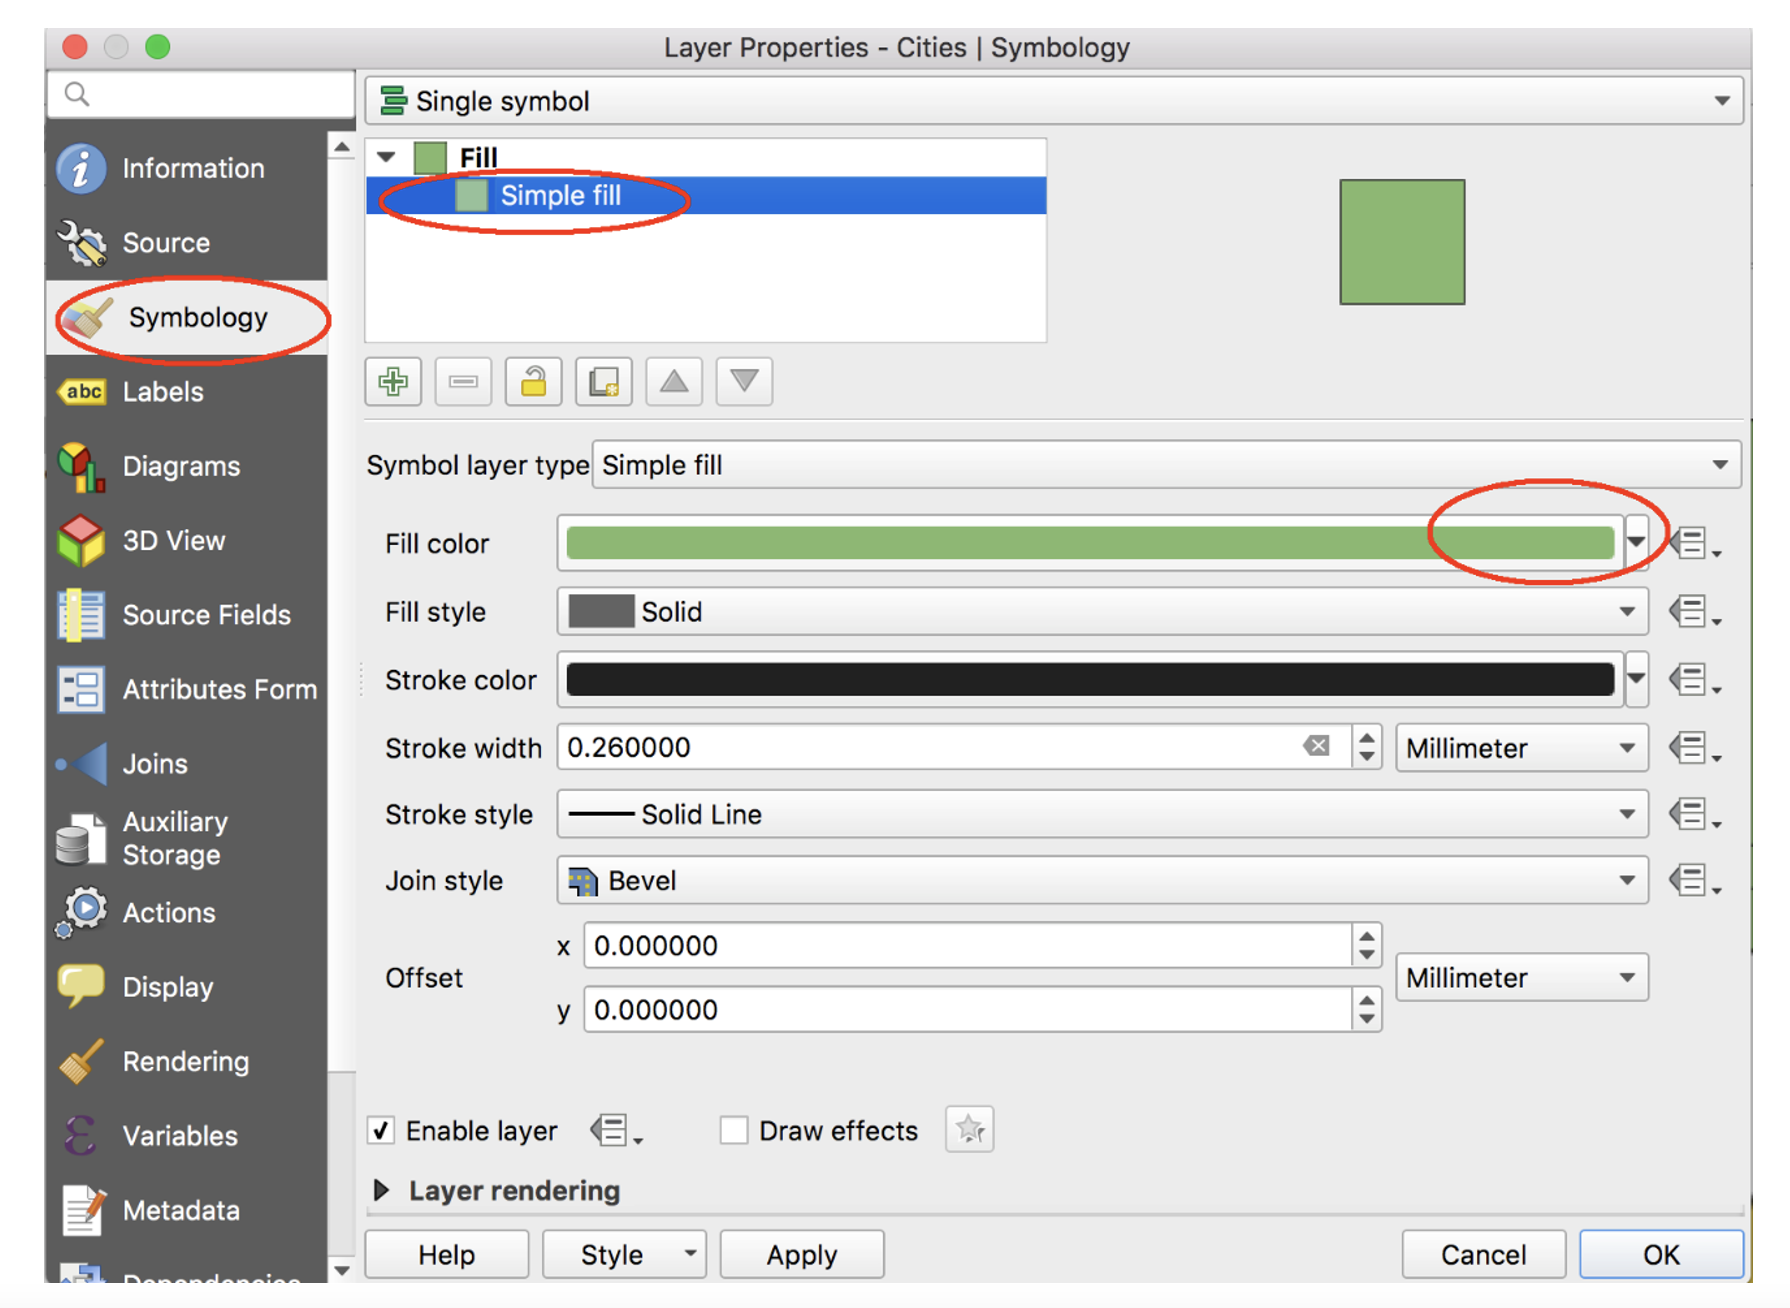 Layer Properties - Cities | Symbology
Single symbol
Information
Source
Symbology
abc Labels
Diagrams
3D View
Source Fields
Attributes Form
Joins
Auxiliary
Storage
Actions
Display
Rendering
Variables
Metadata
Dependencies
Fill
Simple fill
Symbol layer type Simple fill
Fill color
Fill style Solid
Stroke color
Stroke width 0.260000 Millimeter
Stroke style Solid Line
Join style Bevel
Offset x 0.000000 Millimeter
y 0.000000
Enable layer Draw effects
Layer rendering
Help Style Apply Cancel OK